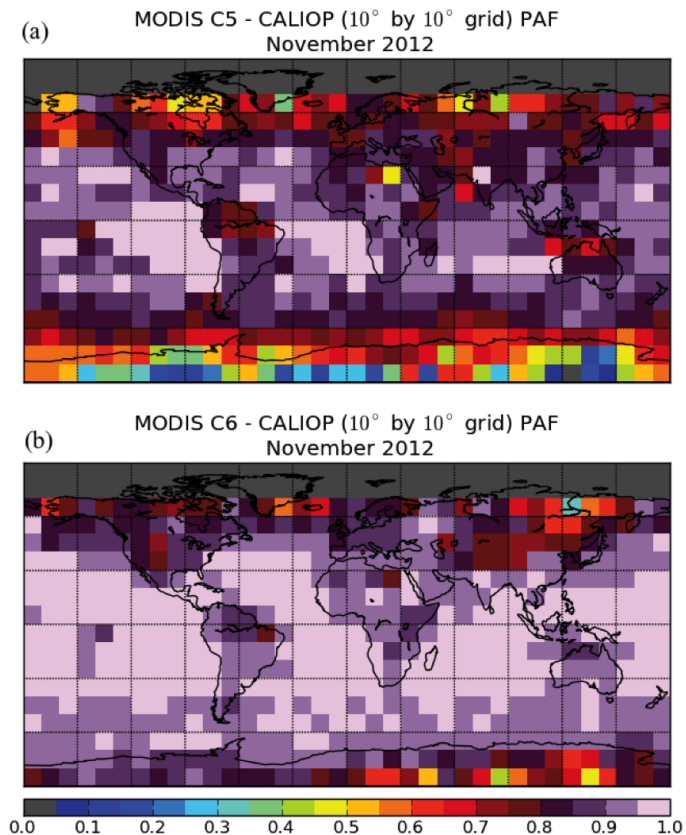 (a)
MODIS C5 - CALIOP (10° by 10° grid) PAF
November 2012
(b)
MODIS C6 - CALIOP (10° by 10° grid) PAF
November 2012
0.0 0.1 0.2 0.3 0.4 0.5 0.6 0.7 0.8 0.9 1.0